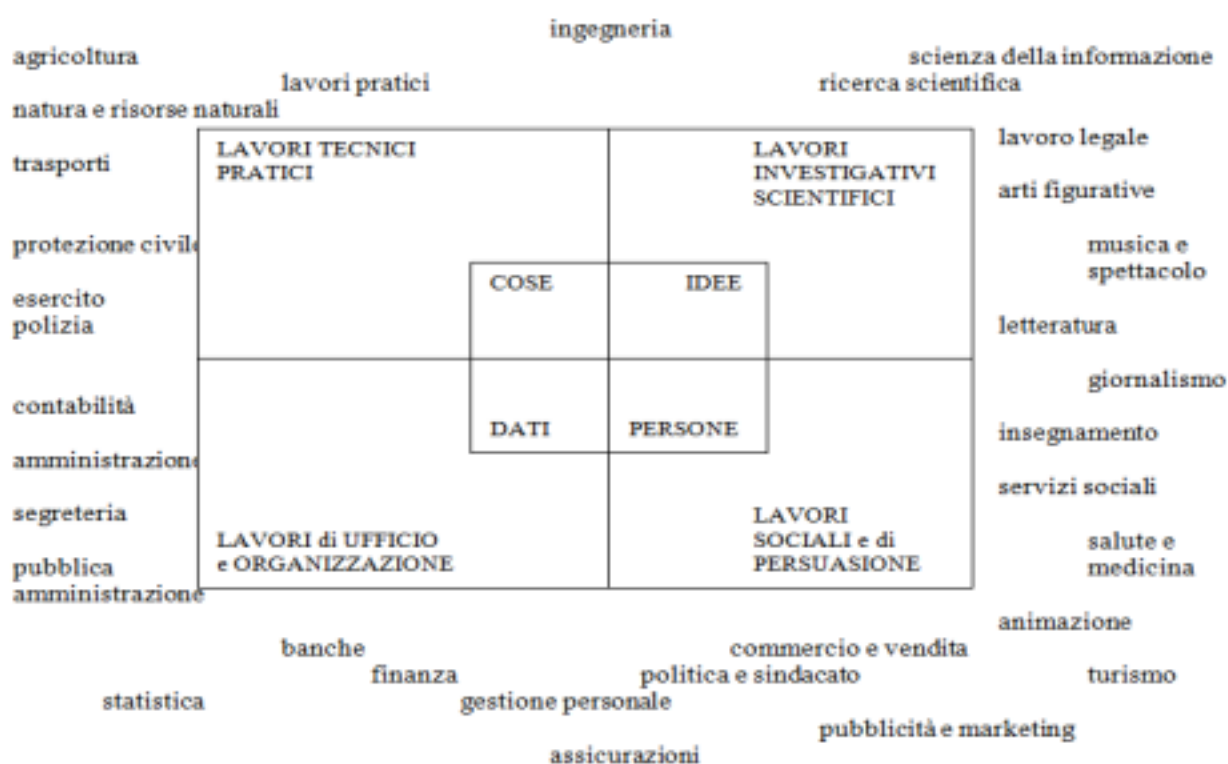 ingegneria
agricoltura
scienza della informazione
lavori pratici
ricerca scientifica
natura e risorse naturali
LAVORI TECNICI
PRATICI
LAVORI
INVESTIGATIVI
SCIENTIFICI
lavoro legale
trasporti
arti figurative
protezione civile
musica e
spettacolo
COSE
IDEE
esercito
polizia
letteratura
giornalismo
contabilità
DATI
PERSONE
insegnamento
amministrazione
servizi sociali
segreteria
LAVORI di UFFICIO
e ORGANIZZAZIONE
LAVORI
SOCIALI e di
PERSUASIONE
salute e
medicina
pubblica
amministrazione
animazione
banche
commercio e vendita
finanza
politica e sindacato
turismo
statistica
gestione personale
pubblicità e marketing
assicurazioni